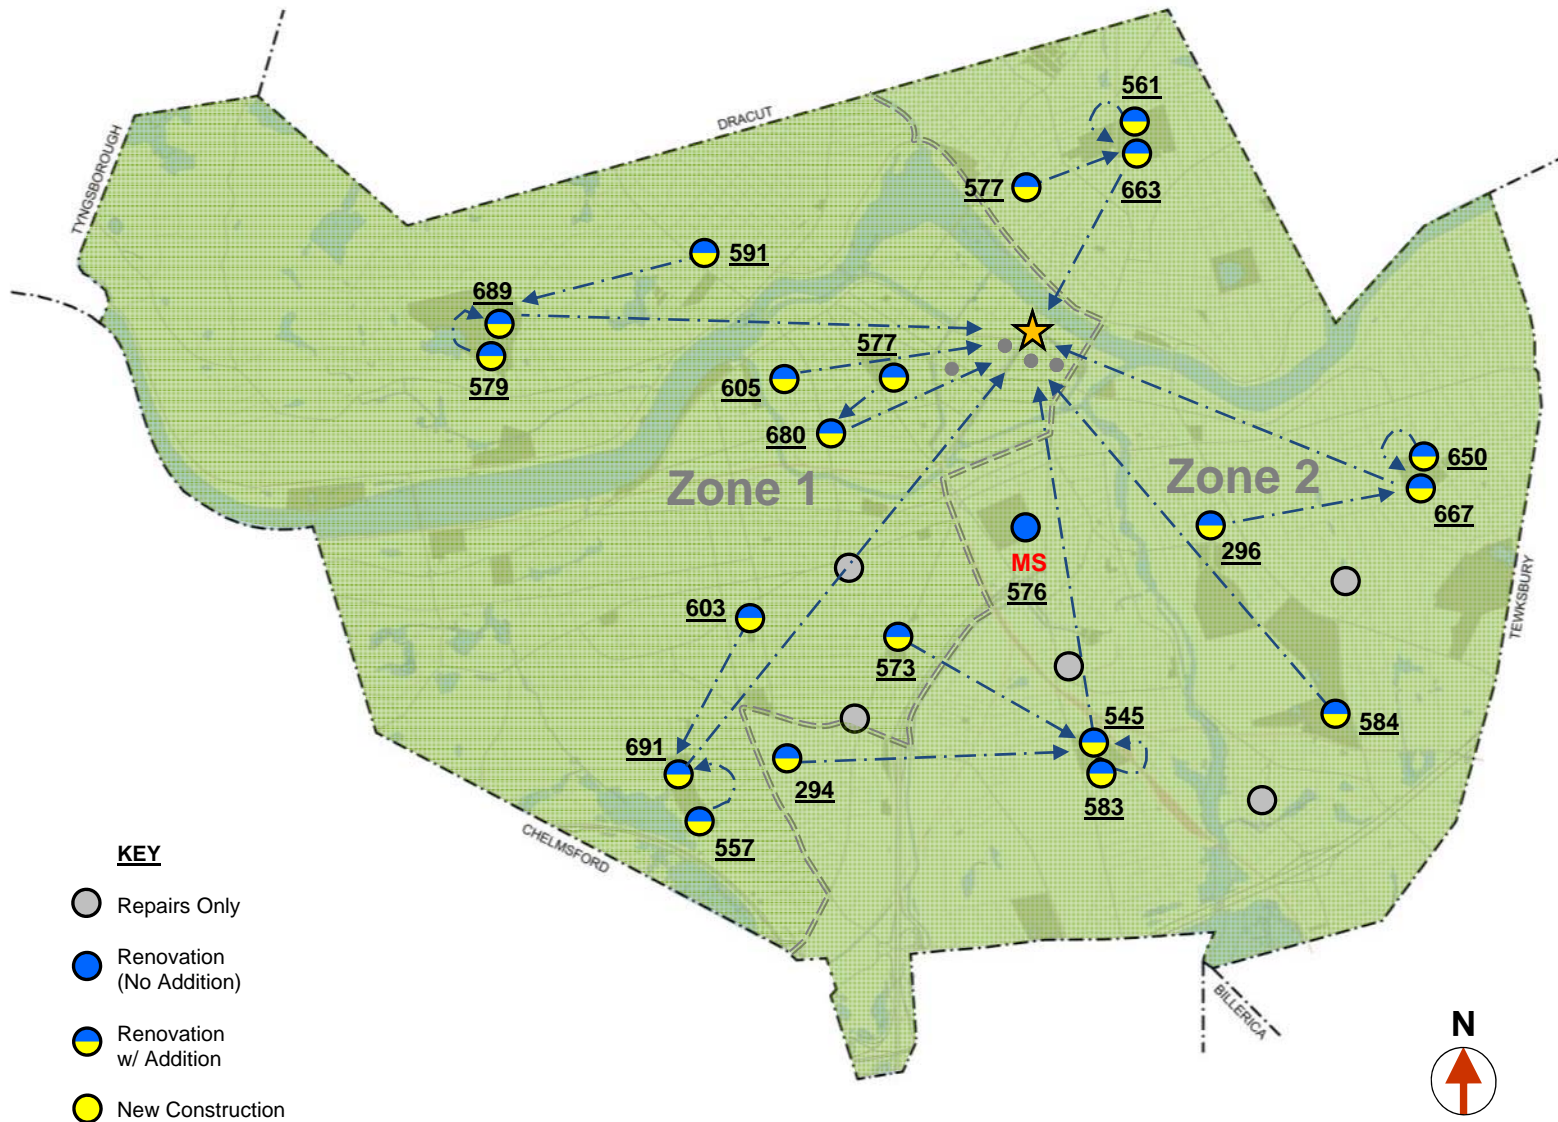 561
DRACUT
TYNGSBOROUGH
577
663
591
689
577
579
605
680
650
Zone 1
Zone 2
667
296
MS
576
603
TEWKSBURY
573
545
584
691
294
583
557
CHELMSFORD
KEY
Repairs Only
Renovation
(No Addition)
BILLERICA
N
Renovation
w/ Addition
New Construction